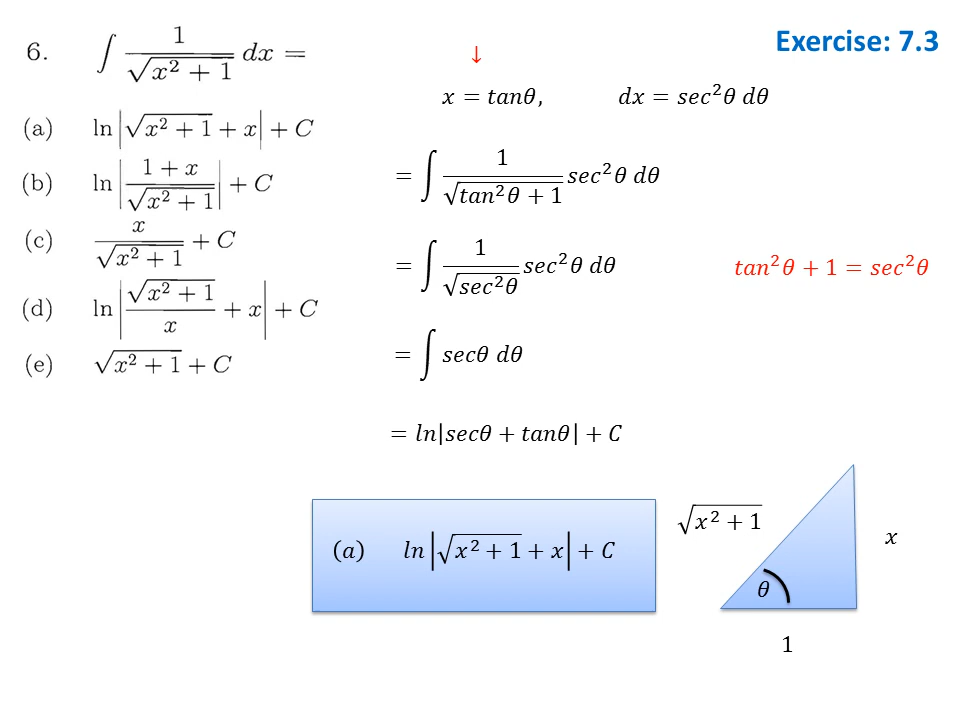 Exercise: 7.3
6. ∫ 1/√(x² + 1) dx =
(a) ln |√(x² + 1) + x| + C
(b) ln |(1 + x)/√(x² + 1)| + C
(c) x/√(x² + 1) + C
(d) ln |√(x² + 1)/x + x| + C
(e) √(x² + 1) + C
↓
x = tanθ, dx = sec²θ dθ
= ∫ 1/√(tan²θ + 1) sec²θ dθ
= ∫ 1/√(sec²θ) sec²θ dθ
tan²θ + 1 = sec²θ
= ∫ secθ dθ
= ln|secθ + tanθ| + C
(a) ln |√(x² + 1) + x| + C
√(x² + 1)
x
θ
1